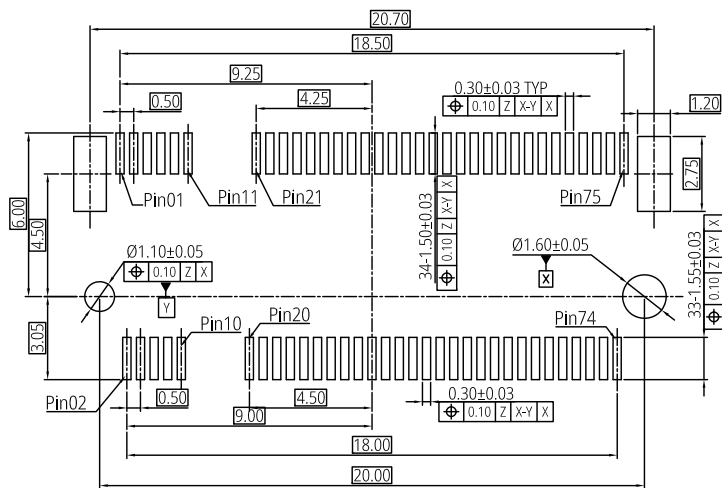 20.70
18.50
9.25
0.50
4.25
0.30±0.03 TYP
⌖ 0.10 Z X-Y X
1.20
2.75
6.00
4.50
Pin01
Pin11
Pin21
Pin75
34-1.50±0.03
⌖ 0.10 Z X-Y X
Ø1.10±0.05
⌖ 0.10 Z X
Y
Ø1.60±0.05
X
33-1.55±0.03
⌖ 0.10 Z X-Y X
3.05
Pin10
Pin20
Pin74
Pin02
0.50
4.50
0.30±0.03
⌖ 0.10 Z X-Y X
9.00
18.00
20.00